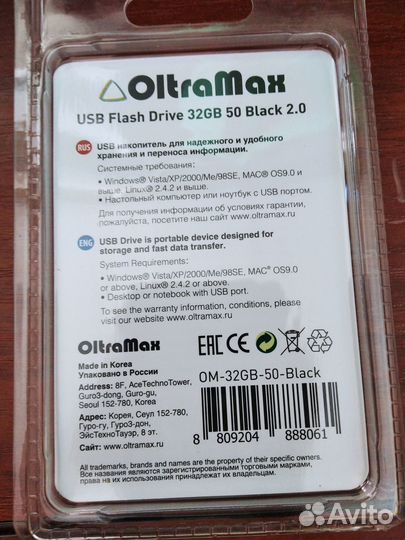 OltraMax
USB Flash Drive 32GB 50 Black 2.0
RUS
USB накопитель для надежного и удобного
хранения и переноса информации.
Системные требования:
• Windows® Vista/XP/2000/Me/98SE, MAC® OS9.0 и
выше, Linux® 2.4.2 и выше.
• Настольный компьютер или ноутбук с USB портом.
Для получения информации об условиях гарантии,
пожалуйста, посетите наш сайт www.oltramax.ru
ENG
USB Drive is portable device designed for
storage and fast data transfer.
System Requirements:
• Windows® Vista/XP/2000/Me/98SE, MAC® OS9.0
or above, Linux® 2.4.2 or above.
• Desktop or notebook with USB port.
To see the warranty information, conditions, please
visit our website www.oltramax.ru
OltraMax
Made in Korea
Упаковано в России
Address: 8F, AceTechnoTower,
Guro3-dong, Guro-gu,
Seoul 152-780, Korea
Адрес: Корея, Сеул 152-780,
Гуро-гу, Гуро3-дон,
ЭйсТехноТауэр, 8 эт.
Сайт: www.oltramax.ru
EAC CE
OM-32GB-50-Black
8 809204 888061
All trademarks, brands and names are the property of their specific owners.
Все названия являются зарегистрированными торговыми марками,
права на их использования принадлежат их владельцам.
Avito